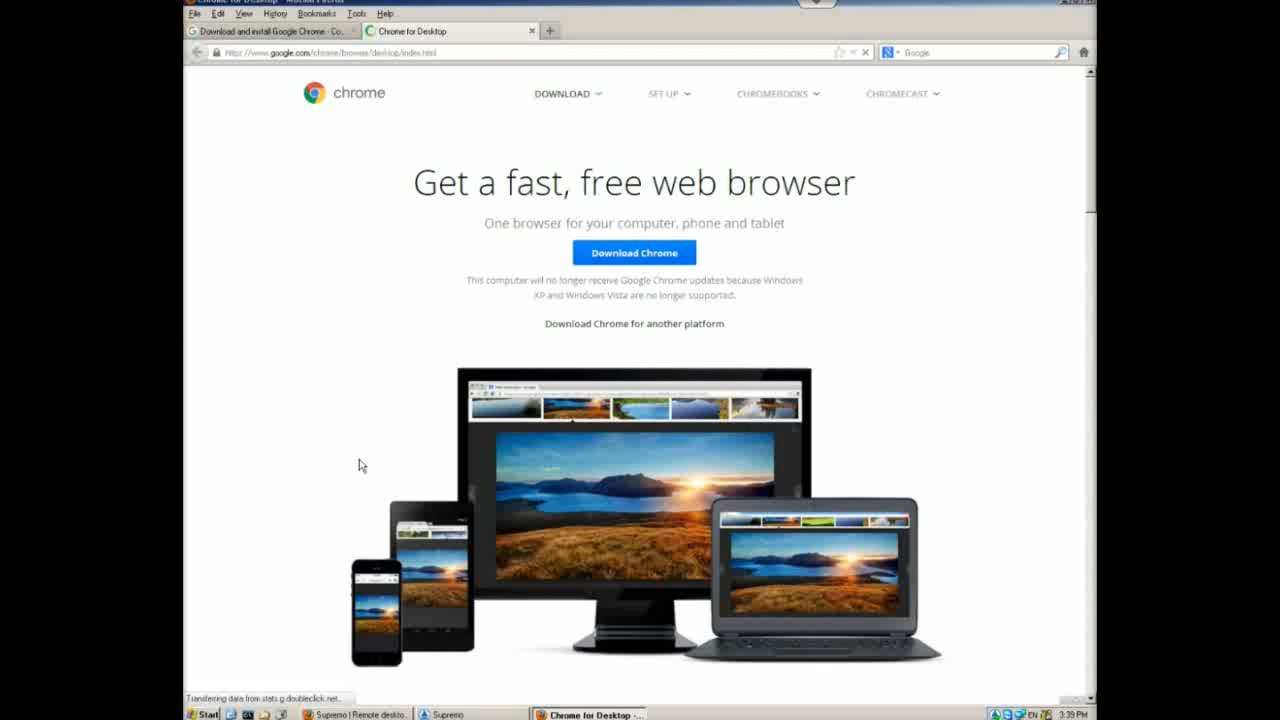 File Edit View History Bookmarks Tools Help
Download and install Google Chrome - Co...
Chrome for Desktop
https://www.google.com/chrome/browser/desktop/index.html
Google
chrome
DOWNLOAD
SET UP
CHROMEBOOKS
CHROMECAST
Get a fast, free web browser
One browser for your computer, phone and tablet
Download Chrome
This computer will no longer receive Google Chrome updates because Windows
XP and Windows Vista are no longer supported.
Download Chrome for another platform
Transferring data from stats.g.doubleclick.net...
Start
Supremo | Remote deskto...
Supremo
Chrome for Desktop -...
EN
3:39 PM